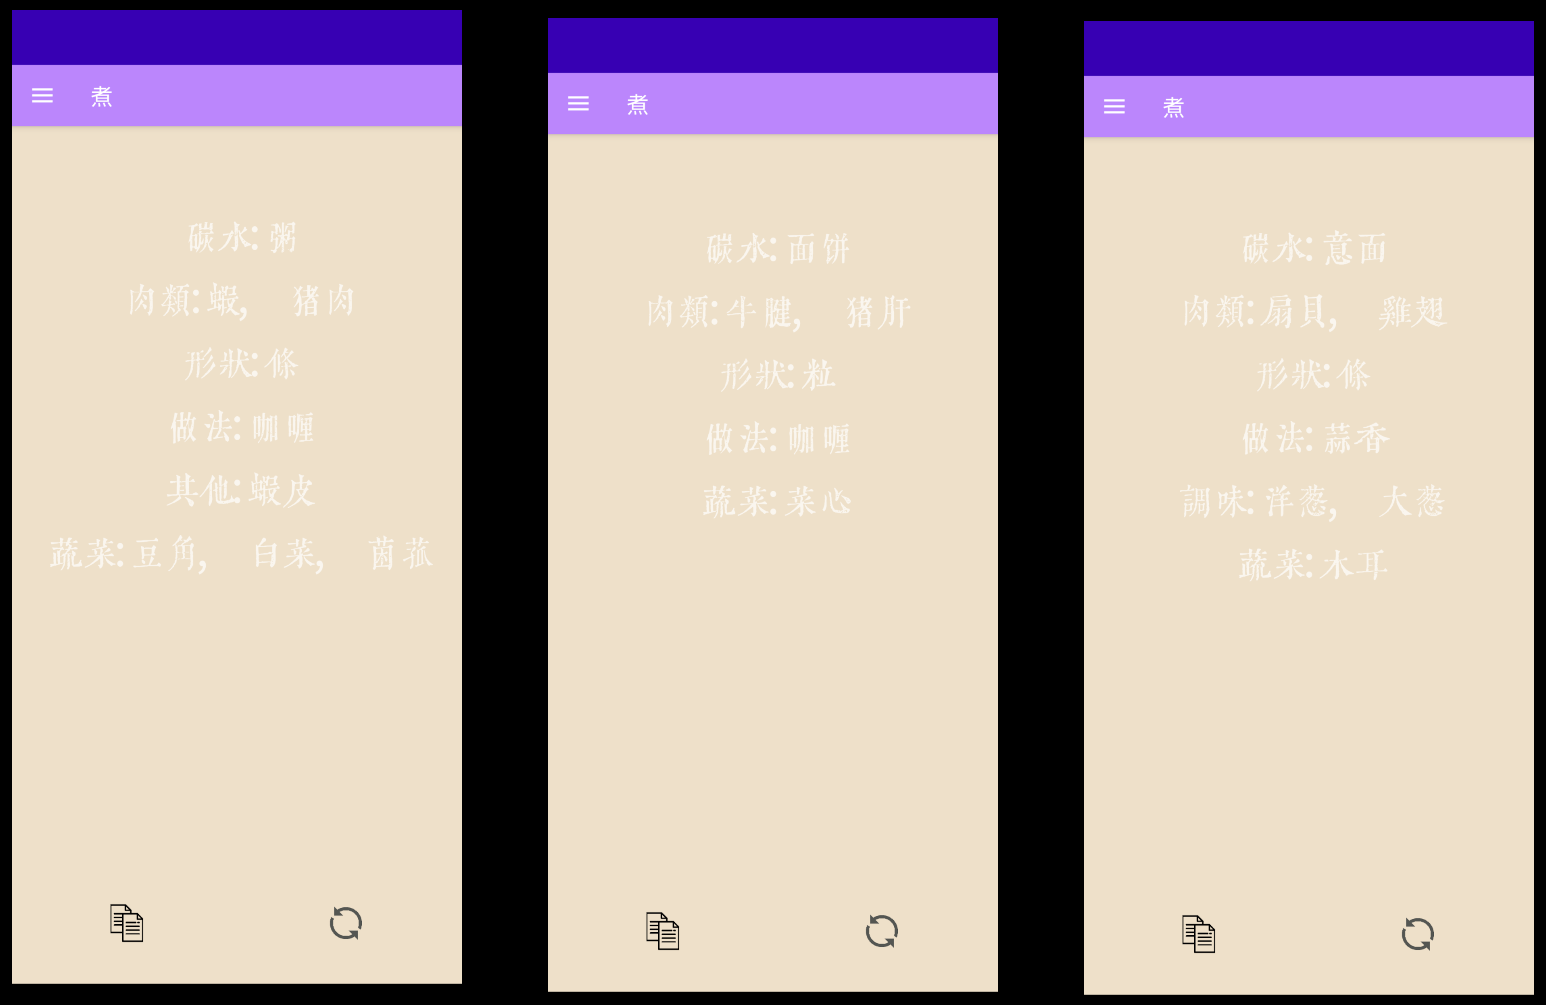 煮
碳水:粥
肉類:蝦, 猪肉
形狀:條
做法:咖喱
其他:蝦皮
蔬菜:豆角, 白菜, 茵菰
煮
碳水:面饼
肉類:牛腱, 猪肝
形狀:粒
做法:咖喱
蔬菜:菜心
煮
碳水:意面
肉類:扇貝, 雞翅
形狀:條
做法:蒜香
調味:洋葱, 大葱
蔬菜:木耳